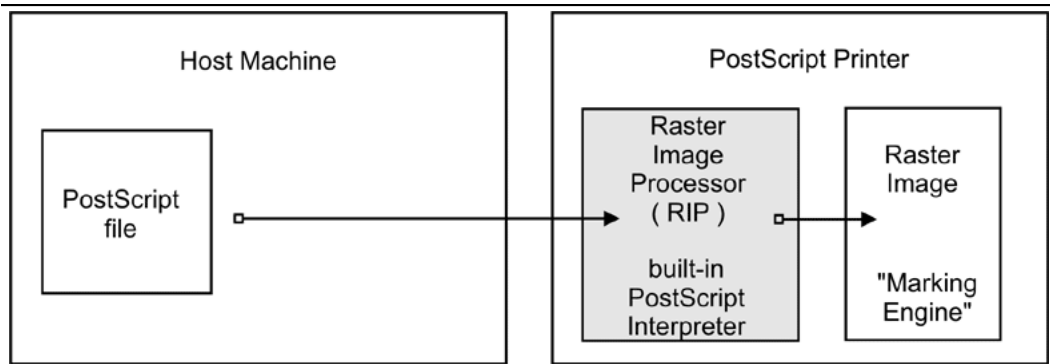 Host Machine
PostScript
file
PostScript Printer
Raster
Image
Processor
( RIP )
built-in
PostScript
Interpreter
Raster
Image
"Marking
Engine"